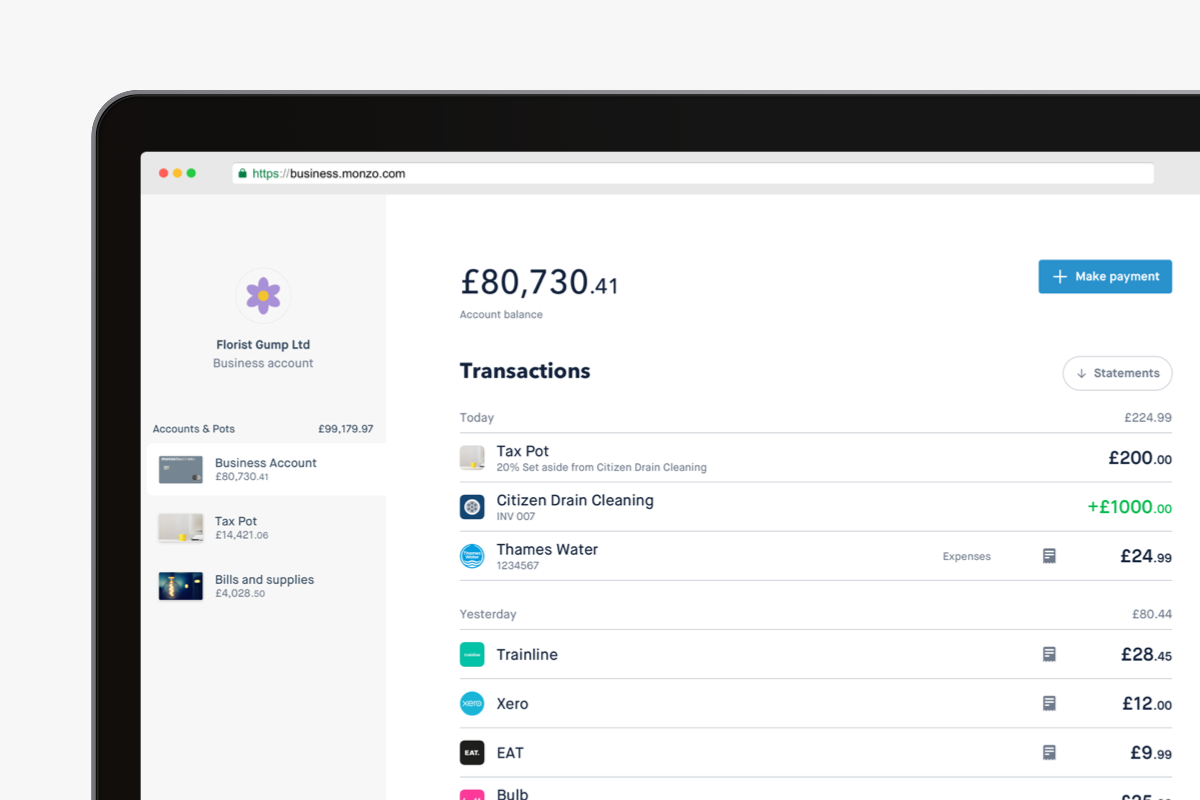 https://business.monzo.com
Florist Gump Ltd
Business account
Accounts & Pots £99,179.97
Business Account
£80,730.41
Tax Pot
£14,421.06
Bills and supplies
£4,028.50
£80,730.41
Account balance
Make payment
Transactions
Statements
Today £224.99
Tax Pot
20% Set aside from Citizen Drain Cleaning
£200.00
Citizen Drain Cleaning
INV 007
+£1000.00
Thames Water
1234567
Expenses
£24.99
Yesterday £80.44
Trainline £28.45
xero
Xero £12.00
EAT.
EAT £9.99
Bulb